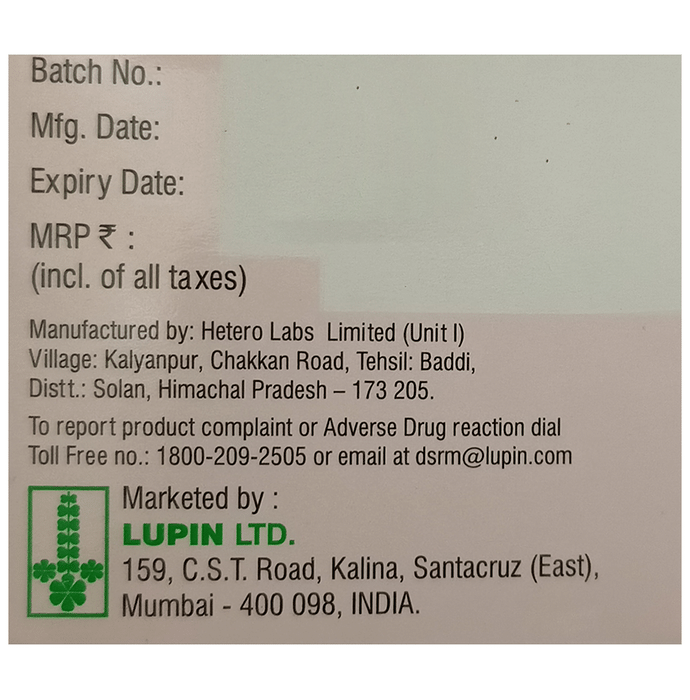 Batch No.:
Mfg. Date:
Expiry Date:
MRP ₹ :
(incl. of all taxes)
Manufactured by: Hetero Labs Limited (Unit I)
Village: Kalyanpur, Chakkan Road, Tehsil: Baddi,
Distt.: Solan, Himachal Pradesh – 173 205.
To report product complaint or Adverse Drug reaction dial
Toll Free no.: 1800-209-2505 or email at dsrm@lupin.com
Marketed by :
LUPIN LTD.
159, C.S.T. Road, Kalina, Santacruz (East),
Mumbai - 400 098, INDIA.